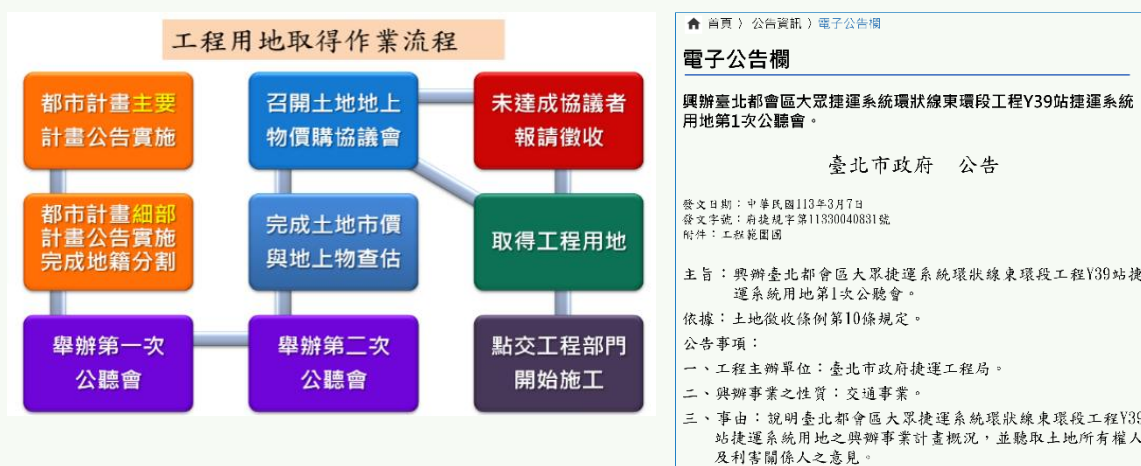 工程用地取得作業流程
都市計畫主要
計畫公告實施
都市計畫細部
計畫公告實施
完成地籍分割
舉辦第一次
公聽會
舉辦第二次
公聽會
完成土地市價
與地上物查估
召開土地地上
物價購協議會
未達成協議者
報請徵收
取得工程用地
點交工程部門
開始施工
首頁 〉 公告資訊 〉 電子公告欄
電子公告欄
興辦臺北都會區大眾捷運系統環狀線東環段工程Y39站捷運系統
用地第1次公聽會。
臺北市政府 公告
發文日期：中華民國113年3月7日
發文字號：府捷規字第11330040831號
附件：工程範圍圖
主旨：興辦臺北都會區大眾捷運系統環狀線東環段工程Y39站捷
運系統用地第1次公聽會。
依據：土地徵收條例第10條規定。
公告事項：
一、工程主辦單位：臺北市政府捷運工程局。
二、興辦事業之性質：交通事業。
三、事由：說明臺北都會區大眾捷運系統環狀線東環段工程Y39
站捷運系統用地之興辦事業計畫概況，並聽取土地所有權人
及利害關係人之意見。